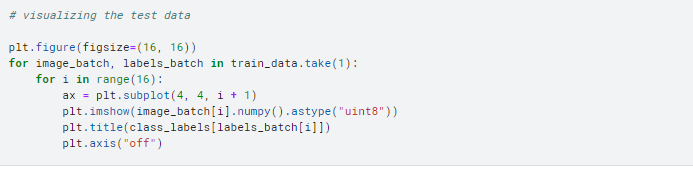 # visualizing the test data
plt.figure(figsize=(16, 16))
for image_batch, labels_batch in train_data.take(1):
    for i in range(16):
        ax = plt.subplot(4, 4, i + 1)
        plt.imshow(image_batch[i].numpy().astype("uint8"))
        plt.title(class_labels[labels_batch[i]])
        plt.axis("off")